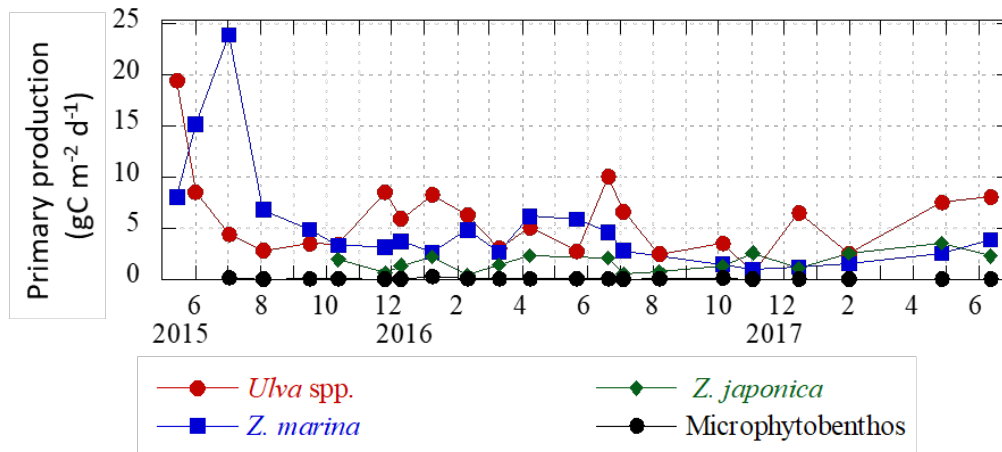 Primary production
(gC m⁻² d⁻¹)
25
20
15
10
5
0
6 8 10 12 2 4 6 8 10 12 2 4 6
2015 2016 2017
Ulva spp.
Z. japonica
Z. marina
Microphytobenthos